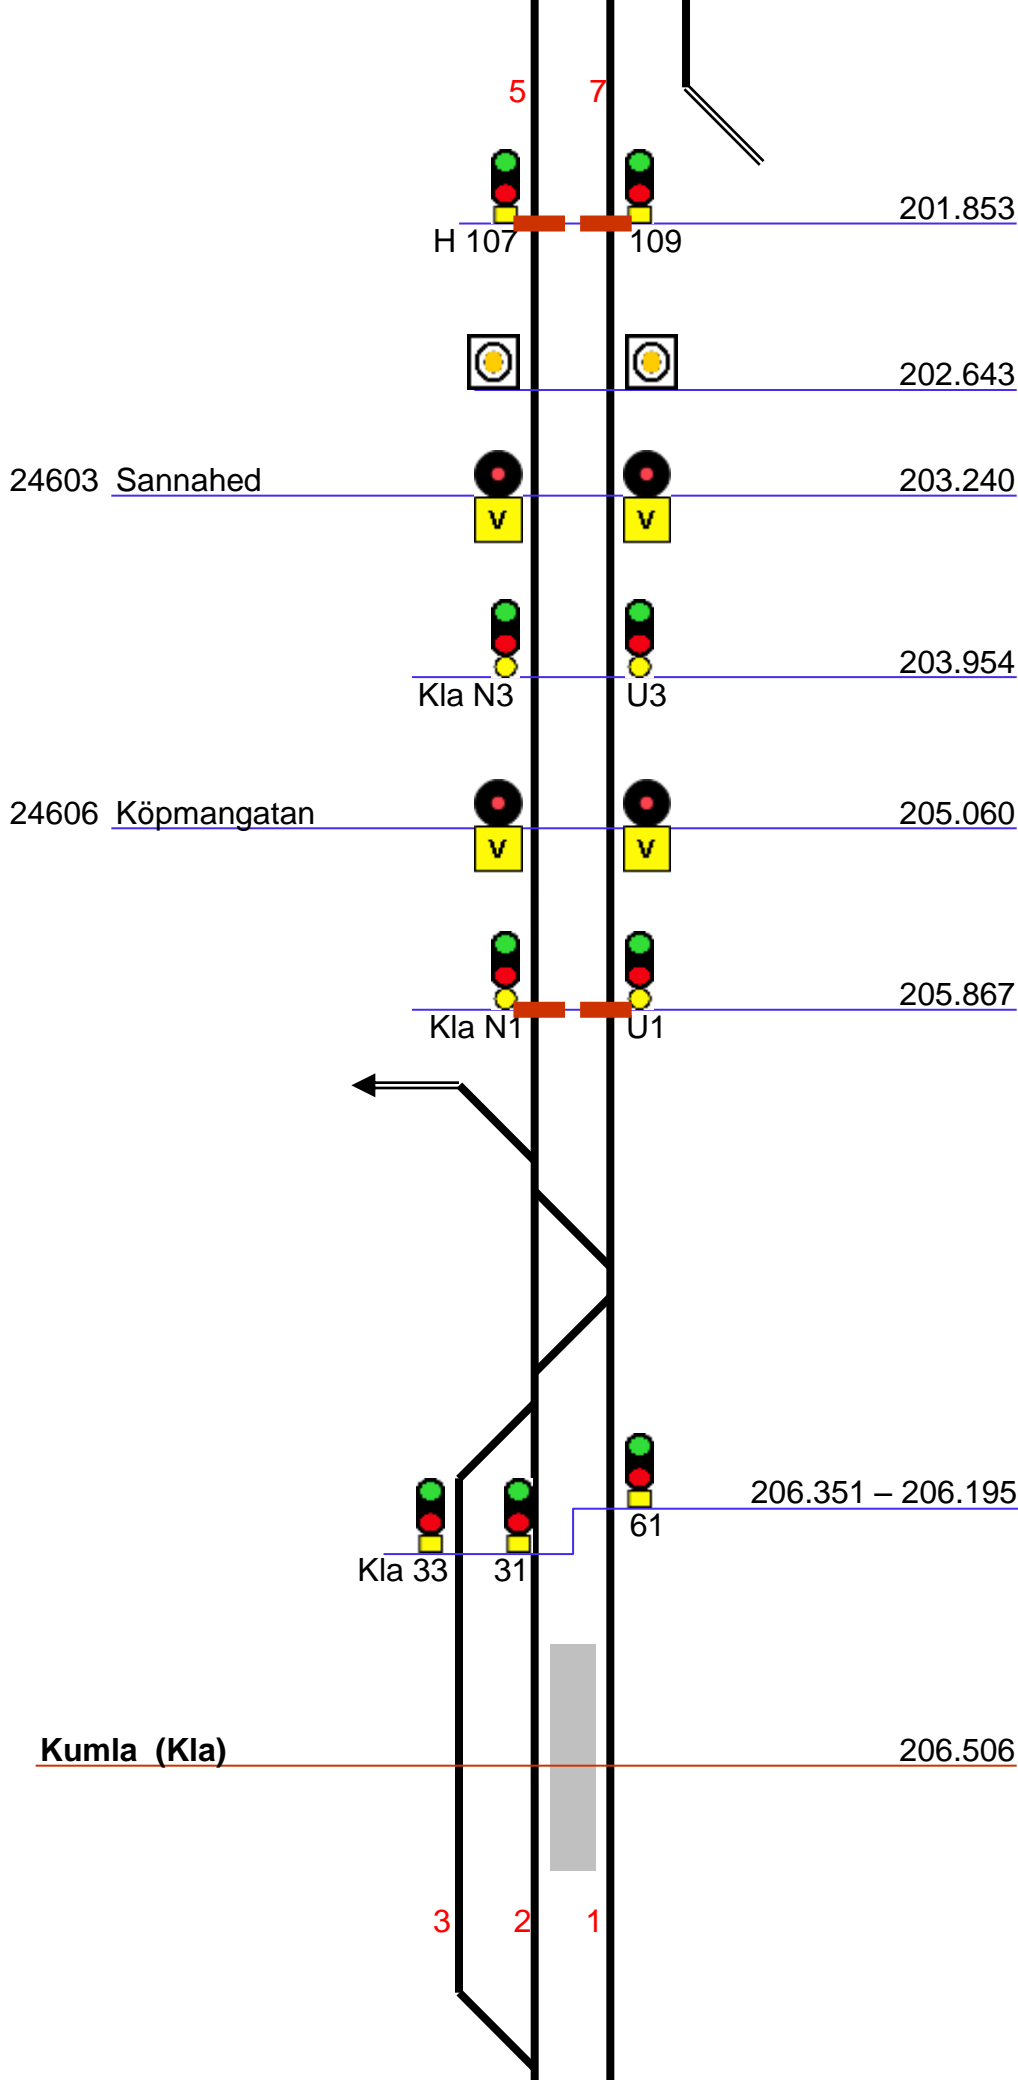 5 7
201.853
H 107 109
202.643
24603 Sannahed 203.240
V V
203.954
Kla N3 U3
24606 Köpmangatan 205.060
V V
205.867
Kla N1 U1
206.351 – 206.195
61
Kla 33 31
Kumla (Kla) 206.506
3 2 1